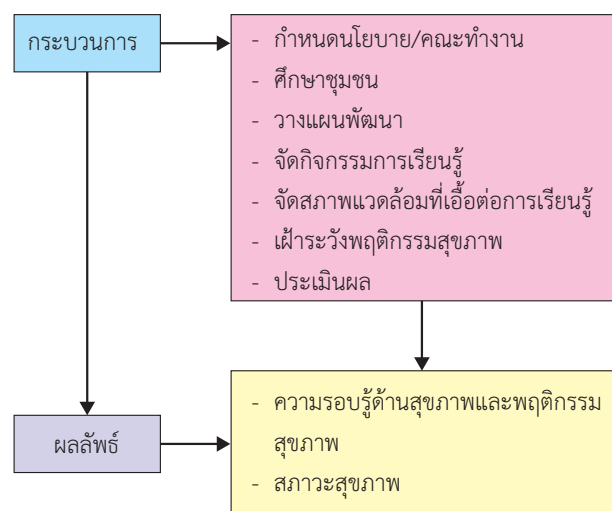 กระบวนการ
- กำหนดนโยบาย/คณะทำงาน
- ศึกษาชุมชน
- วางแผนพัฒนา
- จัดกิจกรรมการเรียนรู้
- จัดสภาพแวดล้อมที่เอื้อต่อการเรียนรู้
- เฝ้าระวังพฤติกรรมสุขภาพ
- ประเมินผล
ผลลัพธ์
- ความรอบรู้ด้านสุขภาพและพฤติกรรม
สุขภาพ
- สภาวะสุขภาพ